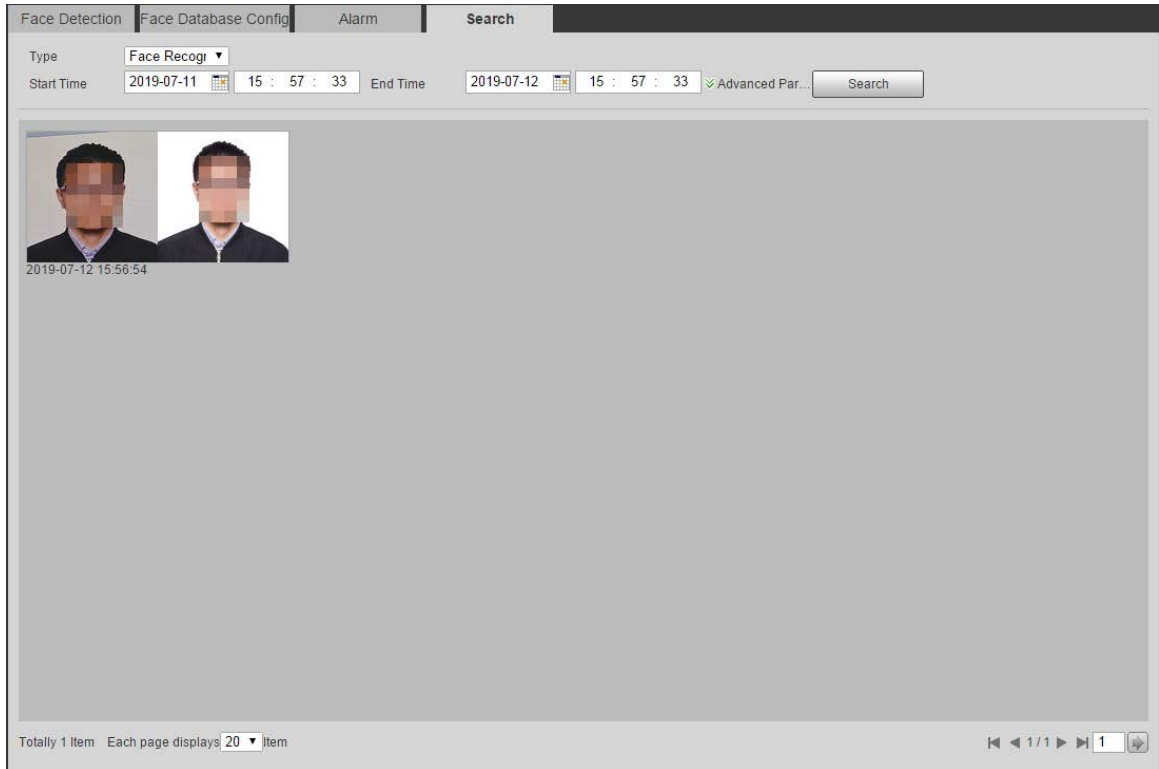 Face Detection Face Database Config Alarm Search
Type Face Recogr
Start Time 2019-07-11 15 : 57 : 33 End Time 2019-07-12 15 : 57 : 33 Advanced Par... Search
2019-07-12 15:56:54
Totally 1 Item Each page displays 20 Item 1 / 1 1